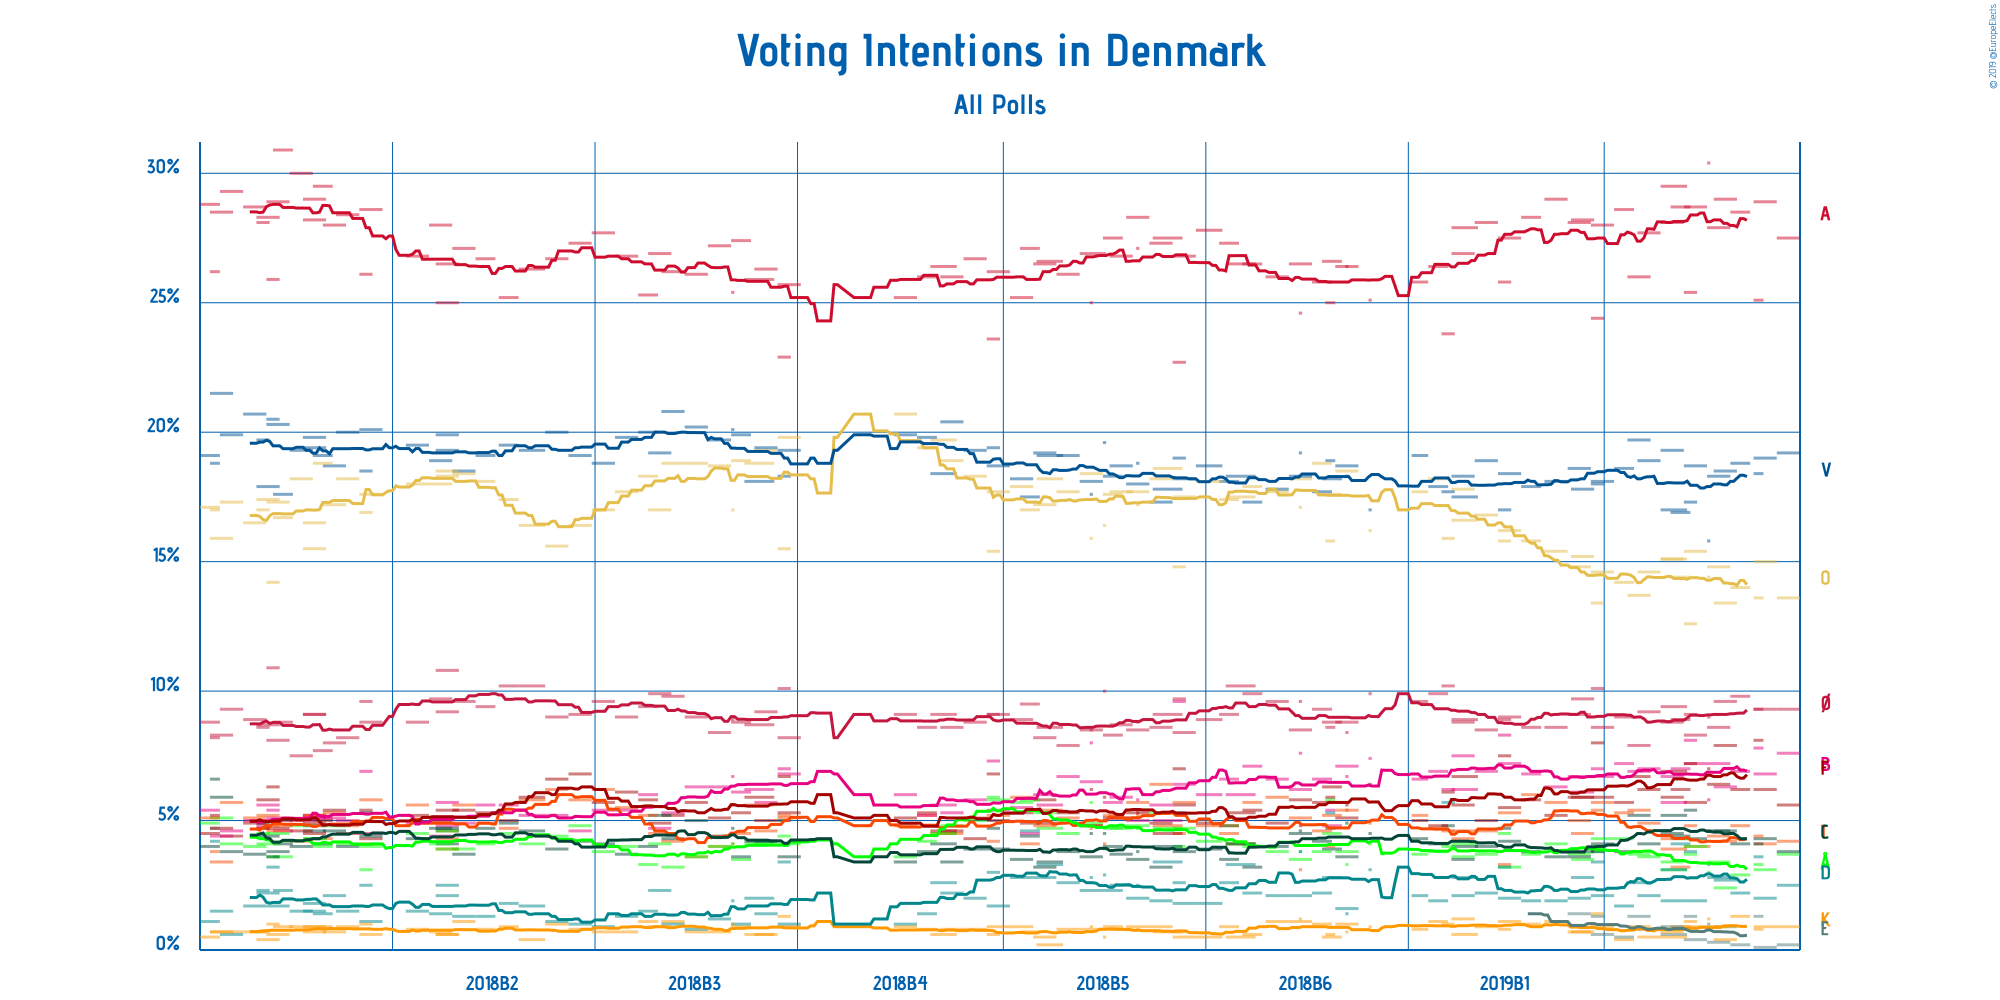 © 2019 @EuropeElects
Voting Intentions in Denmark
All Polls
30%
25%
20%
15%
10%
5%
0%
A
V
O
Ø
B
F
C
Å
D
K
E
2018B2
2018B3
2018B4
2018B5
2018B6
2019B1